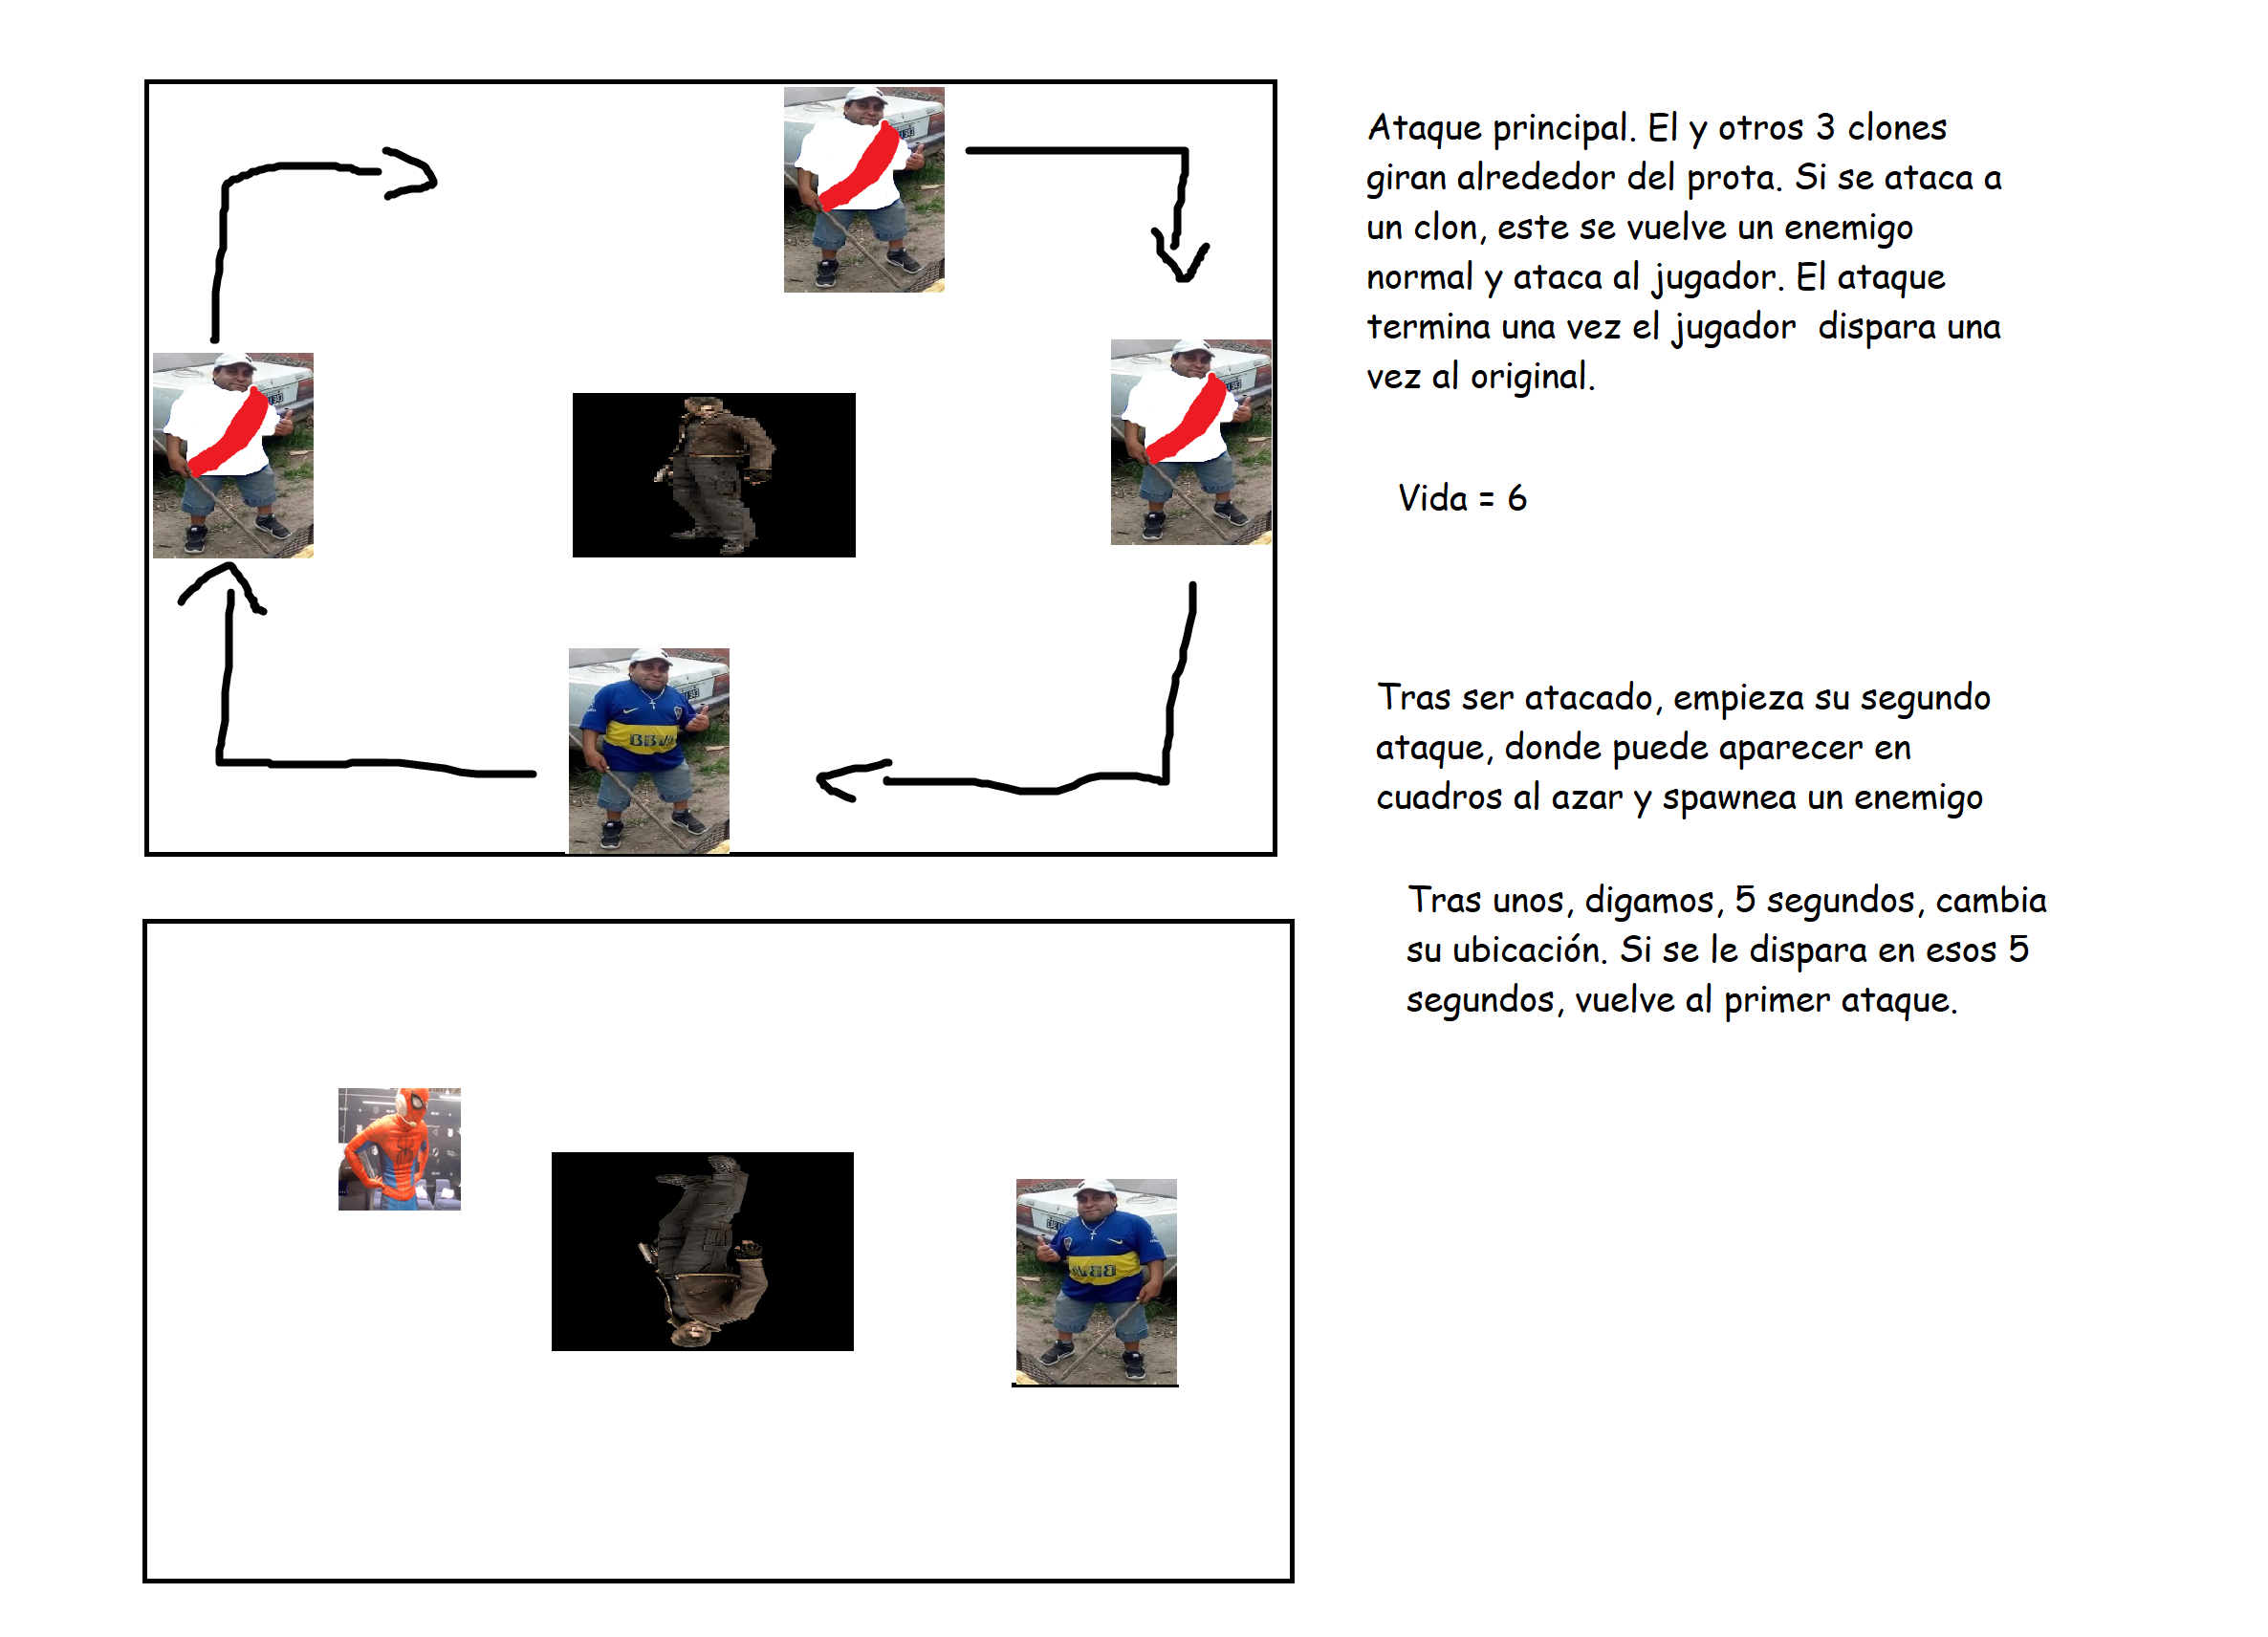 Ataque principal. El y otros 3 clones
giran alrededor del prota. Si se ataca a
un clon, este se vuelve un enemigo
normal y ataca al jugador. El ataque
termina una vez el jugador  dispara una
vez al original.
Vida = 6
BBVA
Tras ser atacado, empieza su segundo
ataque, donde puede aparecer en
cuadros al azar y spawnea un enemigo
Tras unos, digamos, 5 segundos, cambia
su ubicación. Si se le dispara en esos 5
segundos, vuelve al primer ataque.